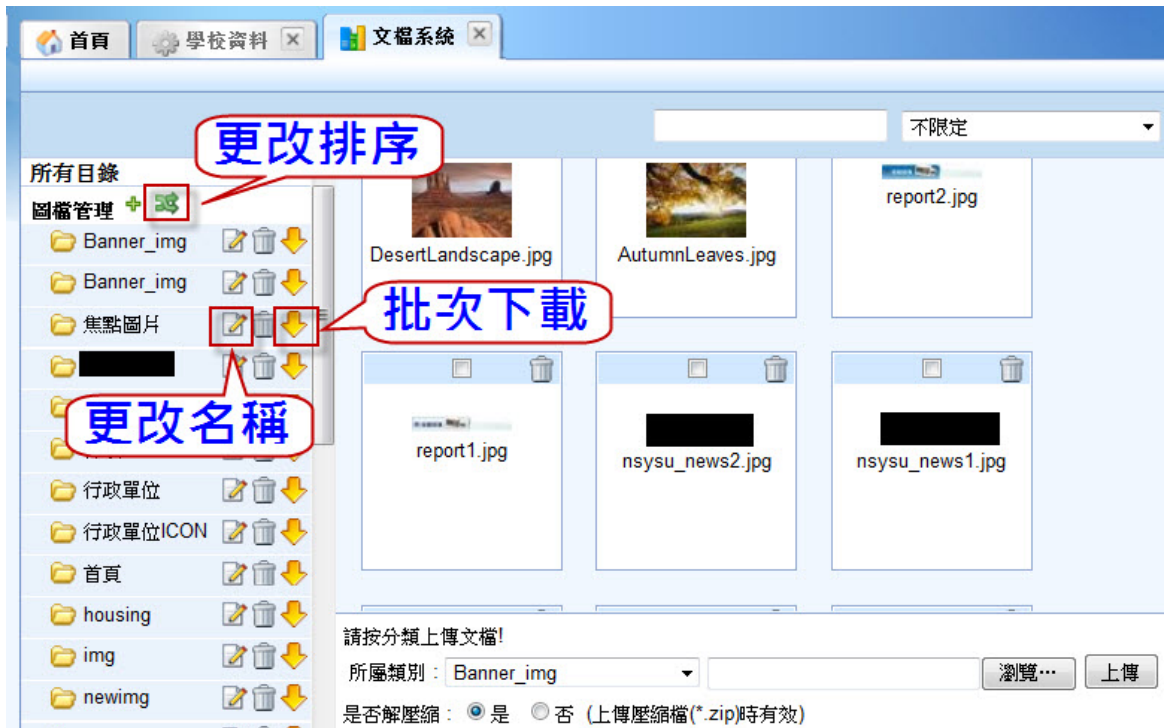 首頁
學校資料
文檔系統
不限定
更改排序
所有目錄
圖檔管理
Banner_img
Banner_img
焦點圖片
批次下載
更改名稱
行政單位
行政單位ICON
首頁
housing
img
newimg
DesertLandscape.jpg
AutumnLeaves.jpg
report2.jpg
report1.jpg
nsysu_news2.jpg
nsysu_news1.jpg
請按分類上傳文檔!
所屬類別： Banner_img
瀏覽…
上傳
是否解壓縮： 是 否 (上傳壓縮檔(*.zip)時有效)